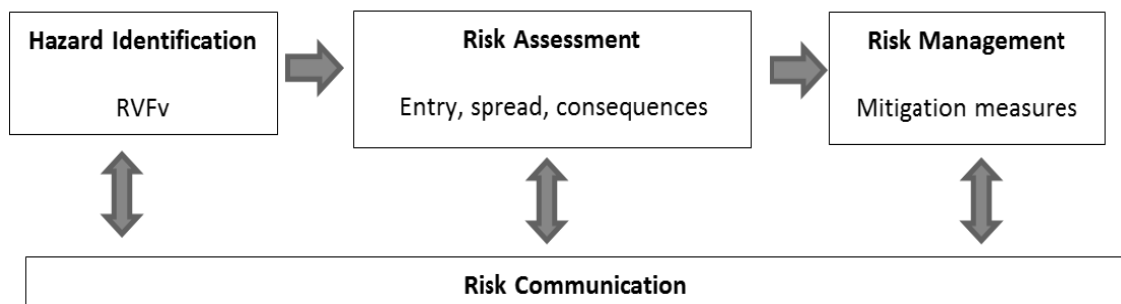 Hazard Identification
RVFv
Risk Assessment
Entry, spread, consequences
Risk Management
Mitigation measures
Risk Communication